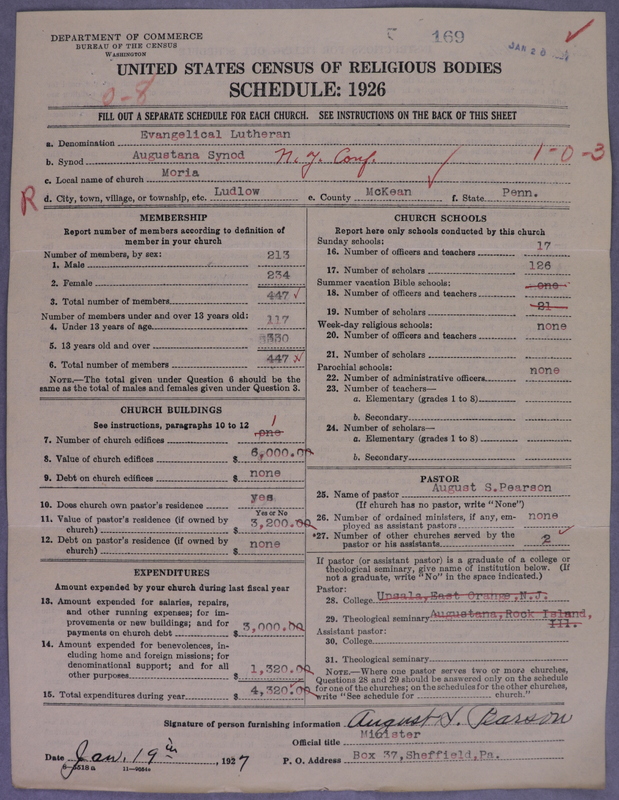 DEPARTMENT OF COMMERCE
BUREAU OF THE CENSUS
WASHINGTON
169
JAN 26
UNITED STATES CENSUS OF RELIGIOUS BODIES
SCHEDULE: 1926
0-8
FILL OUT A SEPARATE SCHEDULE FOR EACH CHURCH. SEE INSTRUCTIONS ON THE BACK OF THIS SHEET
a. Denomination Evangelical Lutheran
b. Synod Augustana Synod N. Y. Conf. 1-0-3
c. Local name of church Moria
R d. City, town, village, or township, etc. Ludlow e. County McKean f. State Penn.
MEMBERSHIP
Report number of members according to definition of
member in your church
Number of members, by sex:
1. Male 213
2. Female 234
3. Total number of members 447
Number of members under and over 13 years old:
4. Under 13 years of age 117
5. 13 years old and over 330
6. Total number of members 447
NOTE.—The total given under Question 6 should be the
same as the total of males and females given under Question 3.
CHURCH BUILDINGS
See instructions, paragraphs 10 to 12
7. Number of church edifices one 1
8. Value of church edifices $ 6,000.00
9. Debt on church edifices $ none
10. Does church own pastor's residence yes
Yes or No
11. Value of pastor's residence (if owned by
church) $ 3,200.00
12. Debt on pastor's residence (if owned by
church) $ none
EXPENDITURES
Amount expended by your church during last fiscal year
13. Amount expended for salaries, repairs,
and other running expenses; for im-
provements or new buildings; and for
payments on church debt $ 3,000.00
14. Amount expended for benevolences, in-
cluding home and foreign missions; for
denominational support; and for all
other purposes $ 1,320.00
15. Total expenditures during year $ 4,320.00
CHURCH SCHOOLS
Report here only schools conducted by this church
Sunday schools:
16. Number of officers and teachers 17
17. Number of scholars 126
Summer vacation Bible schools:
18. Number of officers and teachers one
19. Number of scholars 21
Week-day religious schools:
20. Number of officers and teachers none
21. Number of scholars
Parochial schools:
22. Number of administrative officers none
23. Number of teachers—
a. Elementary (grades 1 to 8)
b. Secondary
24. Number of scholars—
a. Elementary (grades 1 to 8)
b. Secondary
PASTOR
25. Name of pastor August S.Pearson
(If church has no pastor, write "None")
26. Number of ordained ministers, if any, em-
ployed as assistant pastors none
*27. Number of other churches served by the
pastor or his assistants 2
If pastor (or assistant pastor) is a graduate of a college or
theological seminary, give name of institution below. (If
not a graduate, write "No" in the space indicated.)
Pastor:
28. College Upsala,East Orange,N.J.
29. Theological seminary Augustana,Rock Island,
Ill.
Assistant pastor:
30. College
31. Theological seminary
NOTE.—Where one pastor serves two or more churches,
Questions 28 and 29 should be answered only on the schedule
for one of the churches; on the schedules for the other churches,
write "See schedule for church."
Signature of person furnishing information August S. Pearson
Official title Minister
Date Jan. 19th, 1927 P. O. Address Box 37,Sheffield,Pa.